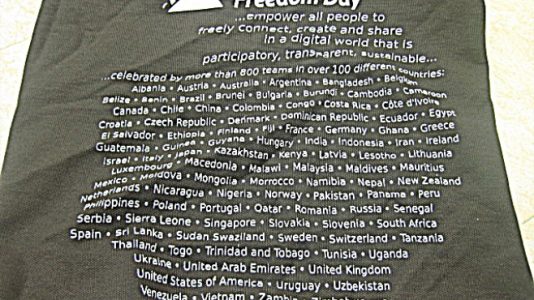 Freedom Day
...empower all people to
freely connect, create and share
in a digital world that is
participatory, transparent, sustainable...
...celebrated by more than 800 teams in over 100 different countries:
Albania • Austria • Australia • Argentina • Bangladesh • Belgium
Belize • Benin • Brazil • Brunei • Bulgaria • Burundi • Cambodia • Cameroon
Canada • Chile • China • Colombia • Congo • Costa Rica • Côte d'Ivoire
Croatia • Czech Republic • Denmark • Dominican Republic • Ecuador • Egypt
El Salvador • Ethiopia • Finland • Fiji • France • Germany • Ghana • Greece
Guatemala • Guinea • Guyana • Hungary • India • Indonesia • Iran • Ireland
Israel • Italy • Japan • Kazakhstan • Kenya • Latvia • Lesotho • Lithuania
Luxembourg • Macedonia • Malawi • Malaysia • Maldives • Mauritius
Mexico • Moldova • Mongolia • Morrocco • Namibia • Nepal • New Zealand
Netherlands • Nicaragua • Nigeria • Norway • Pakistan • Panama • Peru
Philippines • Poland • Portugal • Qatar • Romania • Russia • Senegal
Serbia • Sierra Leone • Singapore • Slovakia • Slovenia • South Africa
Spain • Sri Lanka • Sudan Swaziland • Sweden • Switzerland • Tanzania
Thailand • Togo • Trinidad and Tobago • Tunisia • Uganda
Ukraine • United Arab Emirates • United Kingdom
United States of America • Uruguay • Uzbekistan
Venezuela • Vietnam • Zambia • Zimbabwe